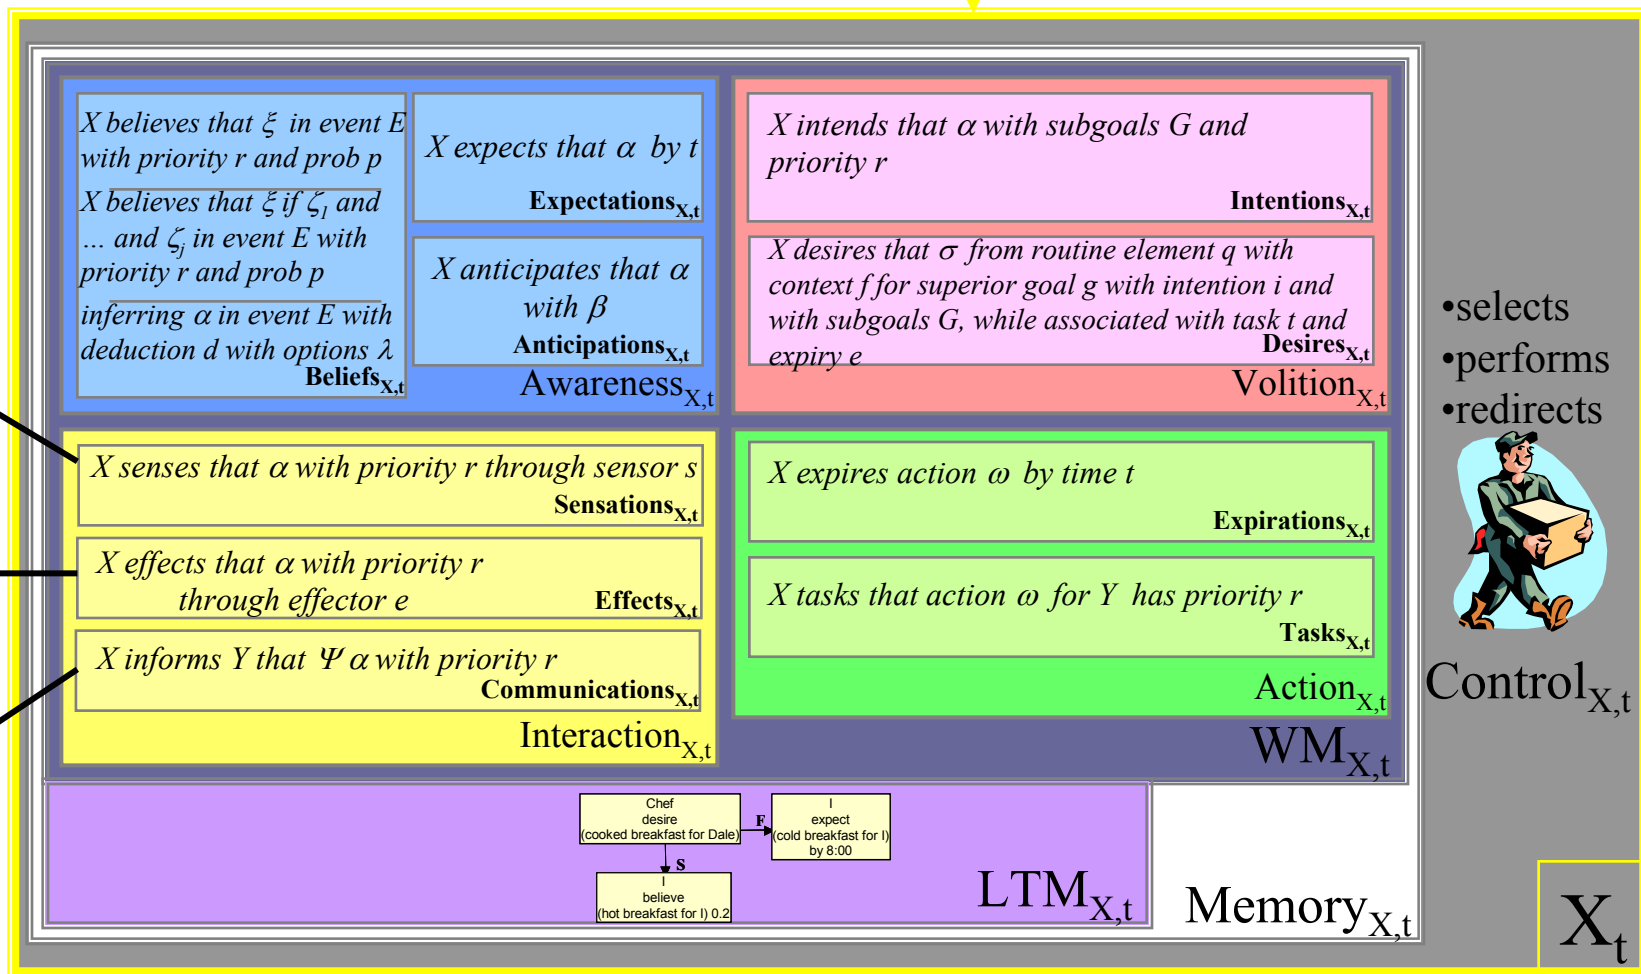 X believes that ξ in event E
with priority r and prob p
X believes that ξ if ζ1 and
... and ζj in event E with
priority r and prob p
inferring α in event E with
deduction d with options λ
BeliefsX,t
X expects that α by t
ExpectationsX,t
X anticipates that α
with β
AnticipationsX,t
AwarenessX,t
X intends that α with subgoals G and
priority r
IntentionsX,t
X desires that σ from routine element q with
context f for superior goal g with intention i and
with subgoals G, while associated with task t and
expiry e
DesiresX,t
VolitionX,t
X senses that α with priority r through sensor s
SensationsX,t
X effects that α with priority r
through effector e
EffectsX,t
X informs Y that Ψ α with priority r
CommunicationsX,t
InteractionX,t
X expires action ω by time t
ExpirationsX,t
X tasks that action ω for Y has priority r
TasksX,t
ActionX,t
WMX,t
•selects
•performs
•redirects
ControlX,t
Chef
desire
(cooked breakfast for Dale)
F
I
expect
(cold breakfast for I)
by 8:00
S
I
believe
(hot breakfast for I) 0.2
LTMX,t
MemoryX,t
Xt